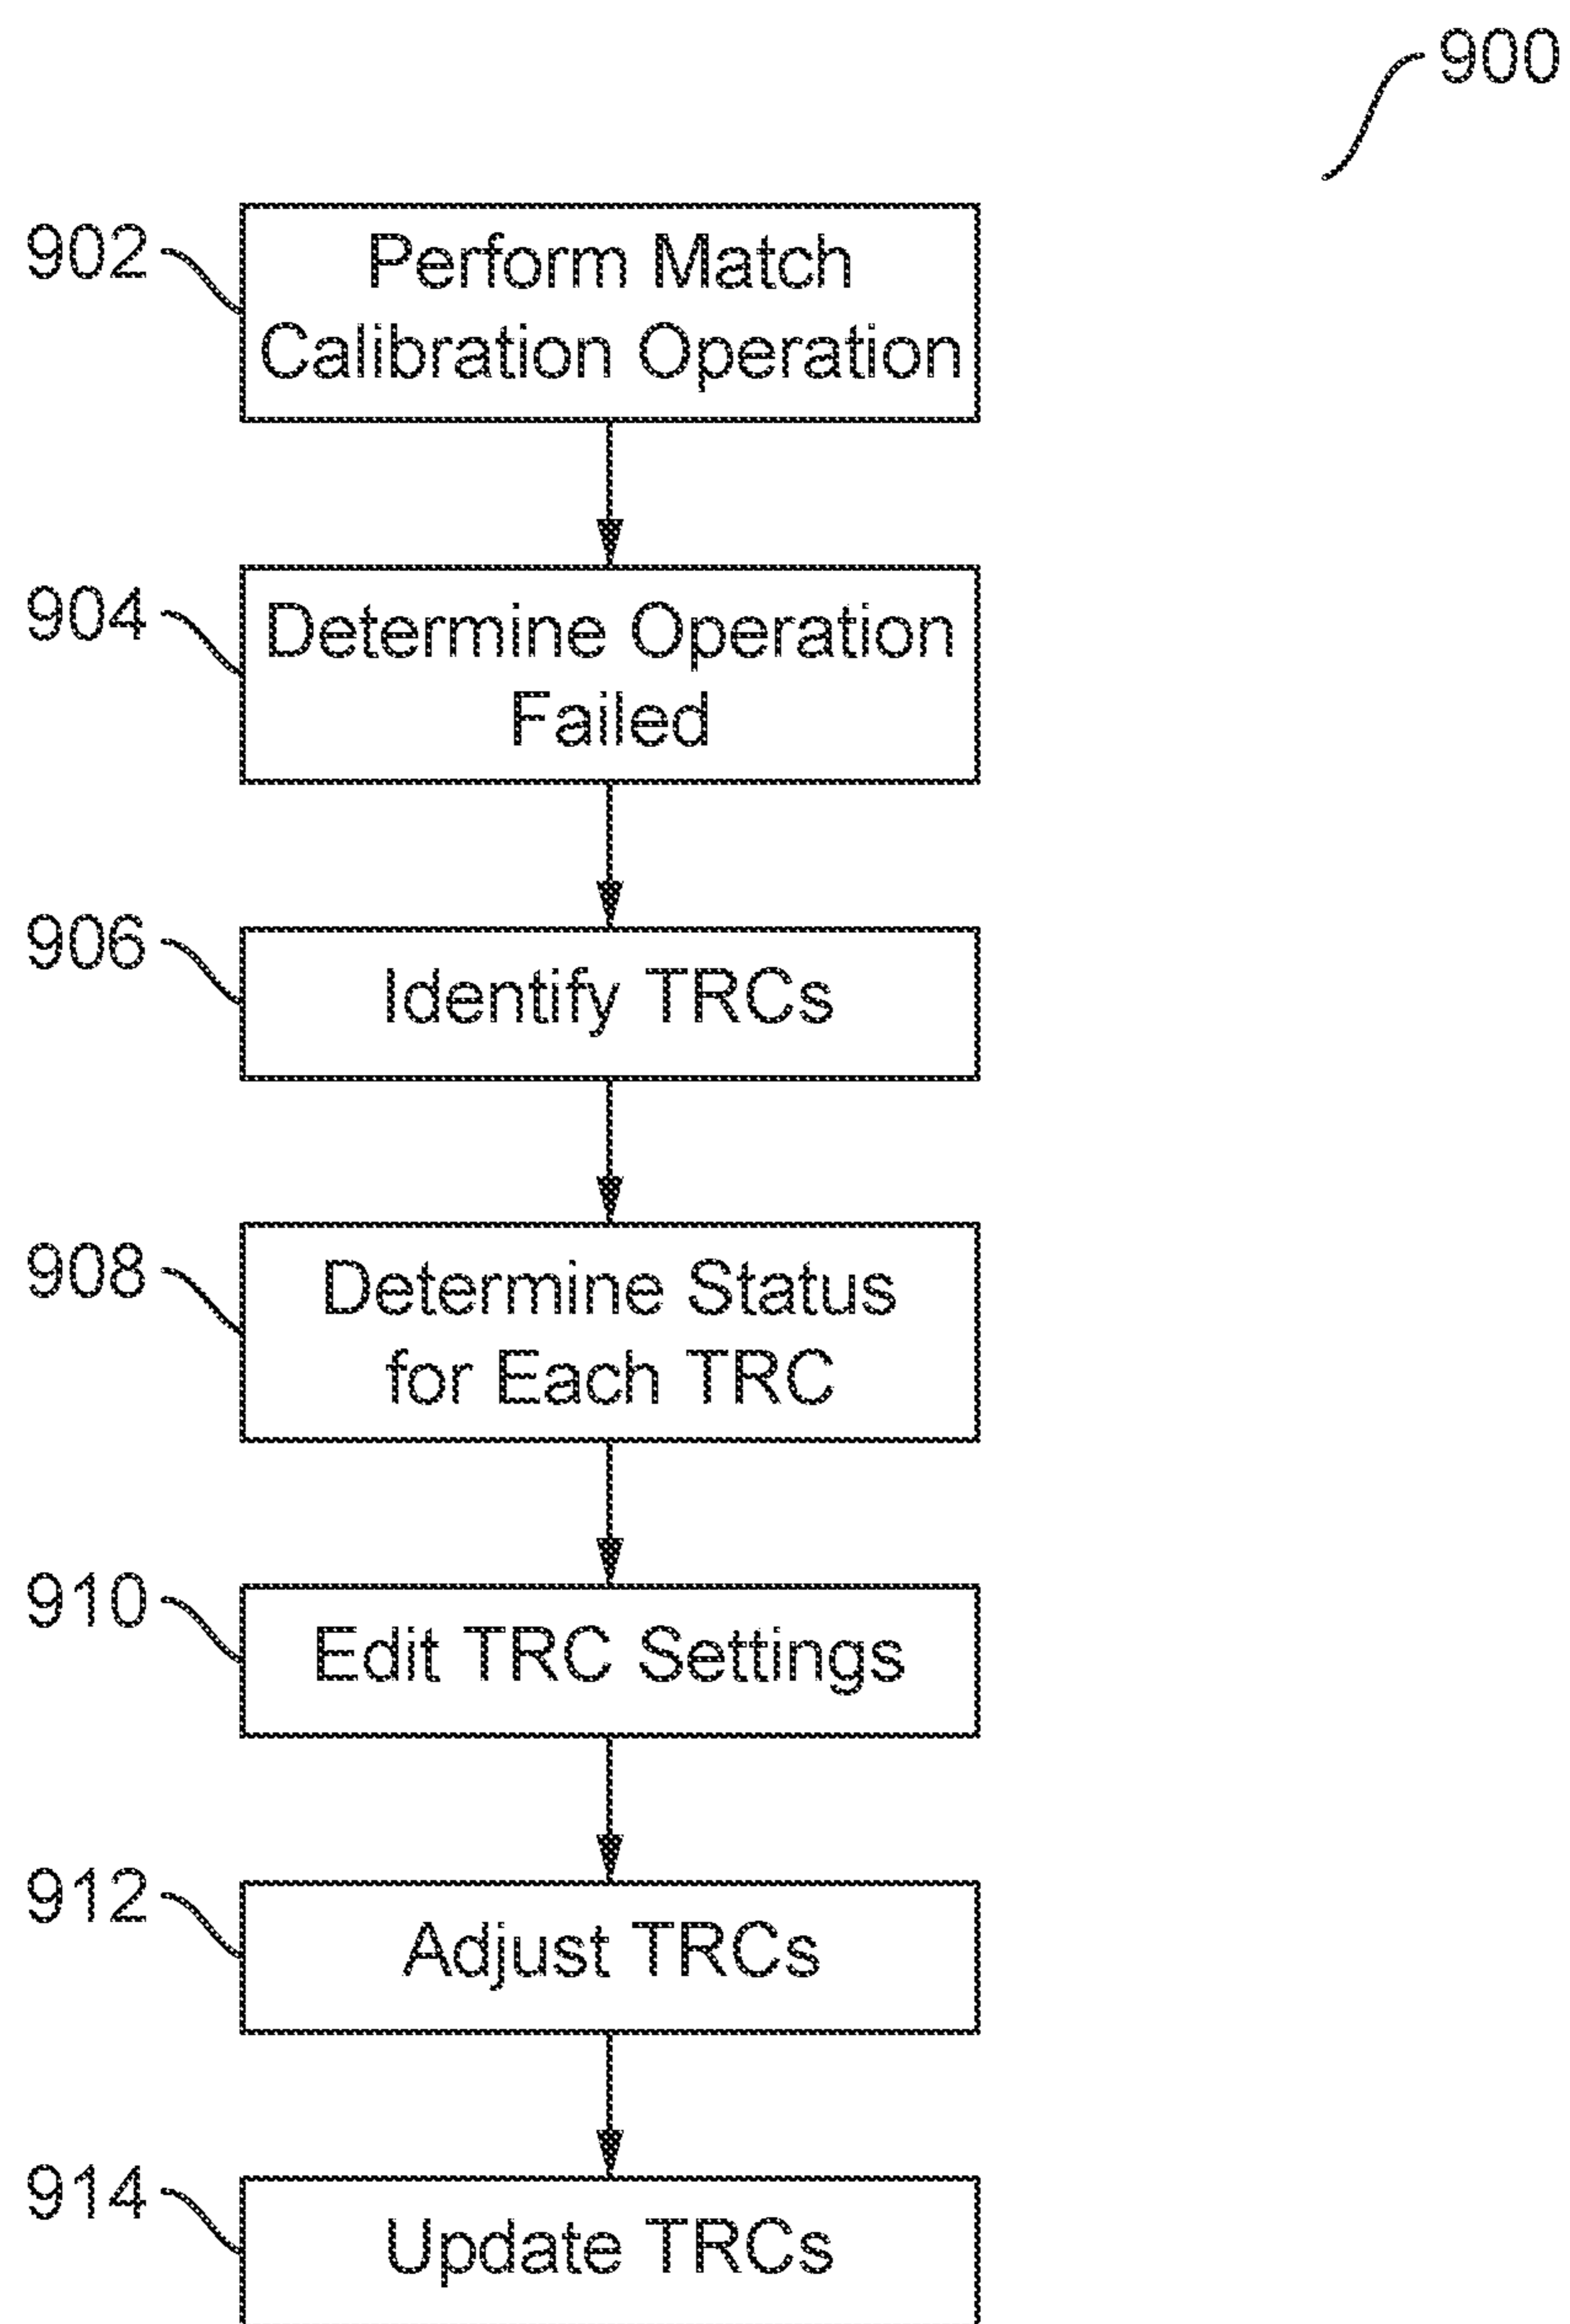 900
902
Perform Match
Calibration Operation
904
Determine Operation
Failed
906
Identify TRCs
908
Determine Status
for Each TRC
910
Edit TRC Settings
912
Adjust TRCs
914
Update TRCs